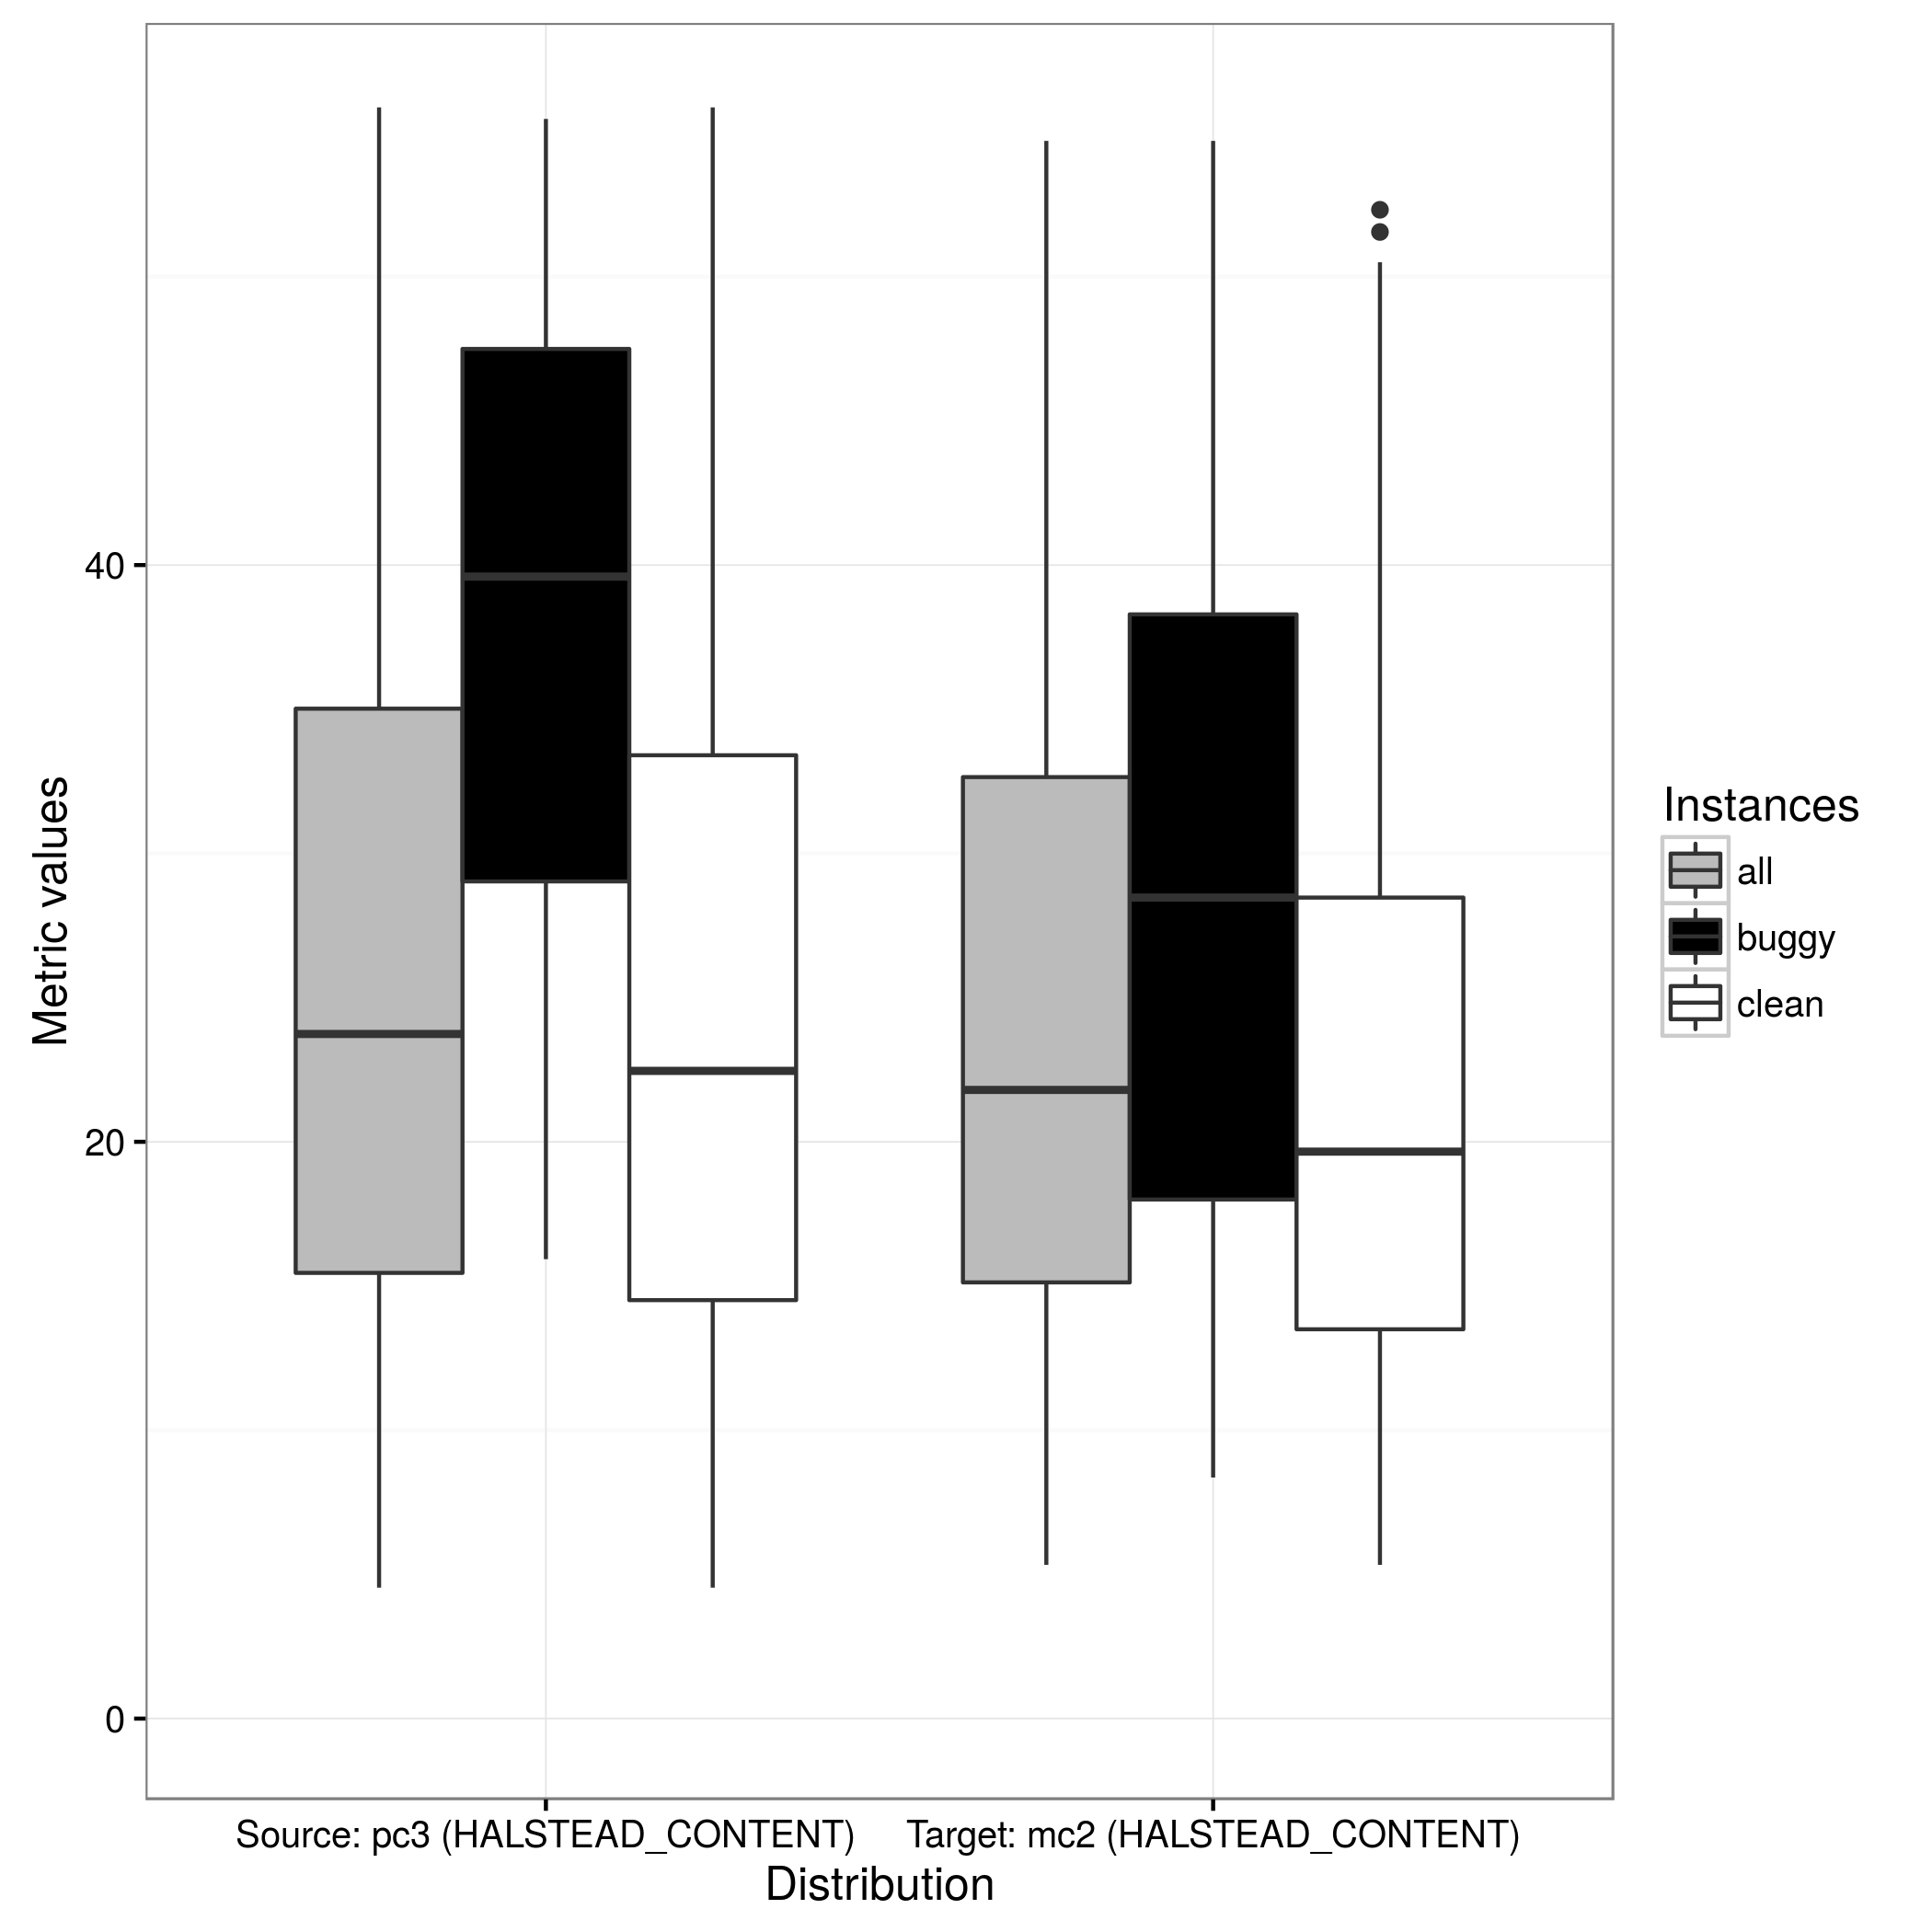 Metric values
40
20
0
Source: pc3 (HALSTEAD_CONTENT)
Target: mc2 (HALSTEAD_CONTENT)
Distribution
Instances
all
buggy
clean